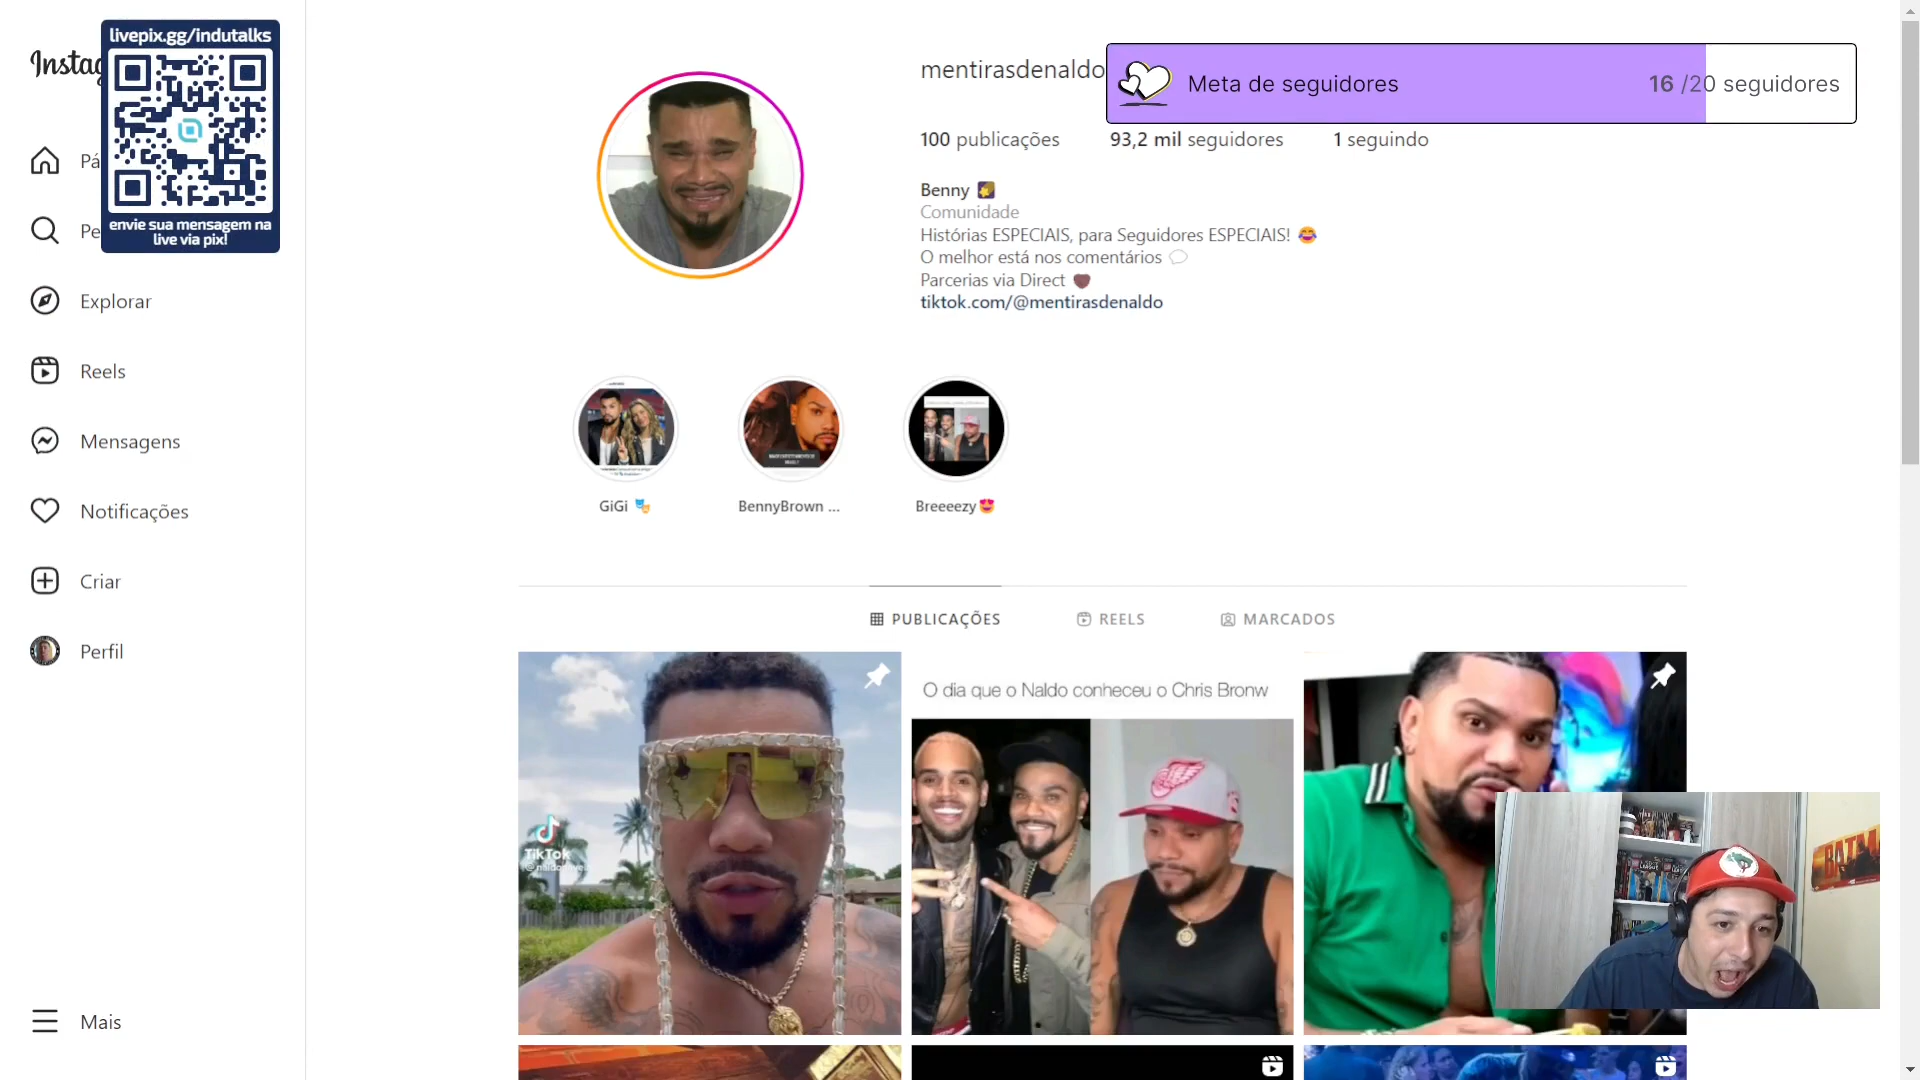 livepix.gg/indutalks
envie sua mensagem na
live via pix!
Explorar
Reels
Mensagens
Notificações
Criar
Perfil
Mais
mentirasdenaldo
Meta de seguidores
16 /20 seguidores
100 publicações
93,2 mil seguidores
1 seguindo
Benny
Comunidade
Histórias ESPECIAIS, para Seguidores ESPECIAIS! 😂
O melhor está nos comentários
Parcerias via Direct
tiktok.com/@mentirasdenaldo
GiGi 🎭
BennyBrown ...
Breeeezy😍
PUBLICAÇÕES
REELS
MARCADOS
O dia que o Naldo conheceu o Chris Bronw
TikTok